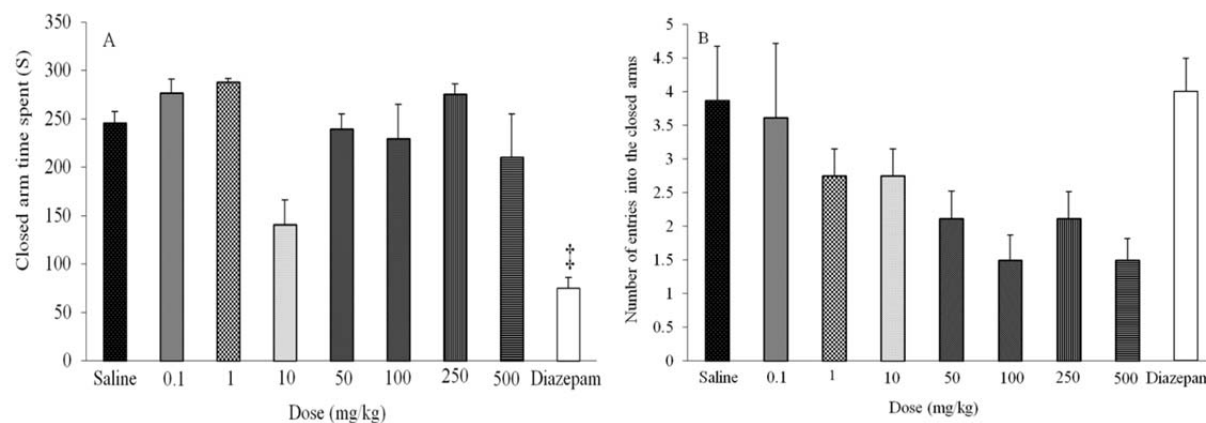 A
Closed arm time spent (S)
350
300
250
200
150
100
50
0
‡
Saline 0.1 1 10 50 100 250 500 Diazepam
Dose (mg/kg)
B
Number of entries into the closed arms
5
4.5
4
3.5
3
2.5
2
1.5
1
0.5
0
Saline 0.1 1 10 50 100 250 500 Diazepam
Dose (mg/kg)